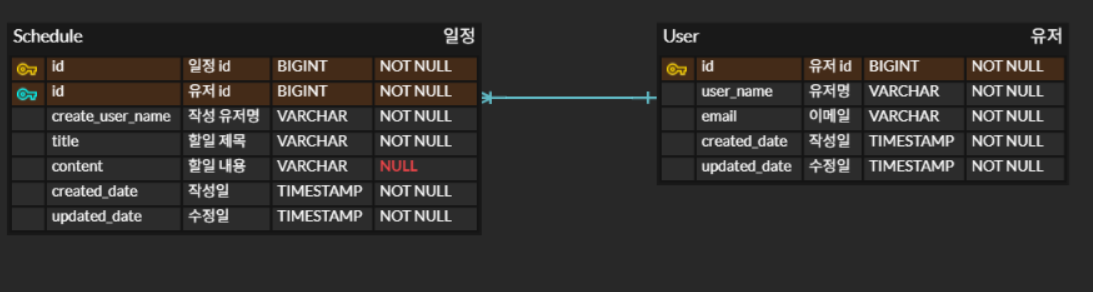 Schedule 일정
id 일정 id BIGINT NOT NULL
id 유저 id BIGINT NOT NULL
create_user_name 작성 유저명 VARCHAR NOT NULL
title 할일 제목 VARCHAR NOT NULL
content 할일 내용 VARCHAR NULL
created_date 작성일 TIMESTAMP NOT NULL
updated_date 수정일 TIMESTAMP NOT NULL
User 유저
id 유저 id BIGINT NOT NULL
user_name 유저명 VARCHAR NOT NULL
email 이메일 VARCHAR NOT NULL
created_date 작성일 TIMESTAMP NOT NULL
updated_date 수정일 TIMESTAMP NOT NULL